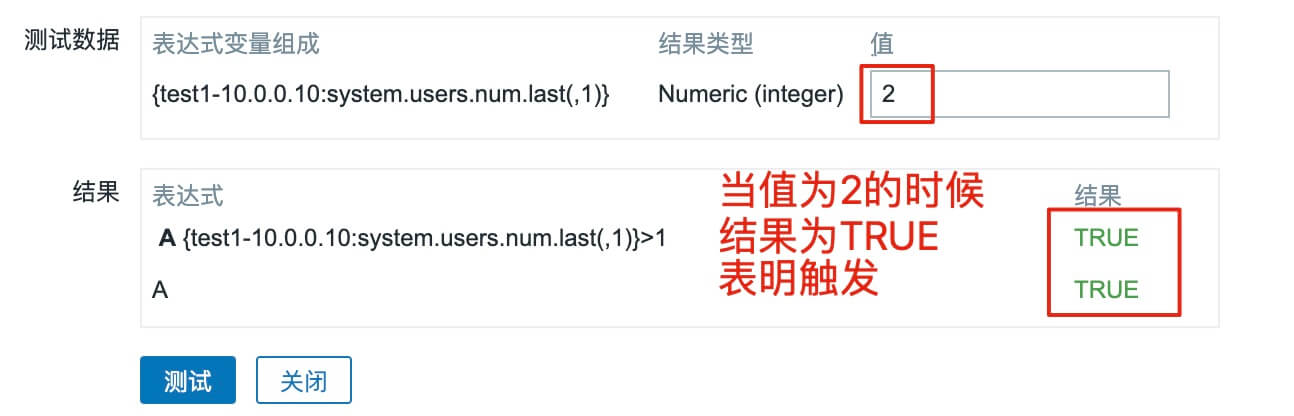 测试数据 表达式变量组成 结果类型 值
{test1-10.0.0.10:system.users.num.last(,1)} Numeric (integer) 2
结果 表达式 结果
A {test1-10.0.0.10:system.users.num.last(,1)}>1 TRUE
A TRUE
当值为2的时候
结果为TRUE
表明触发
测试 关闭